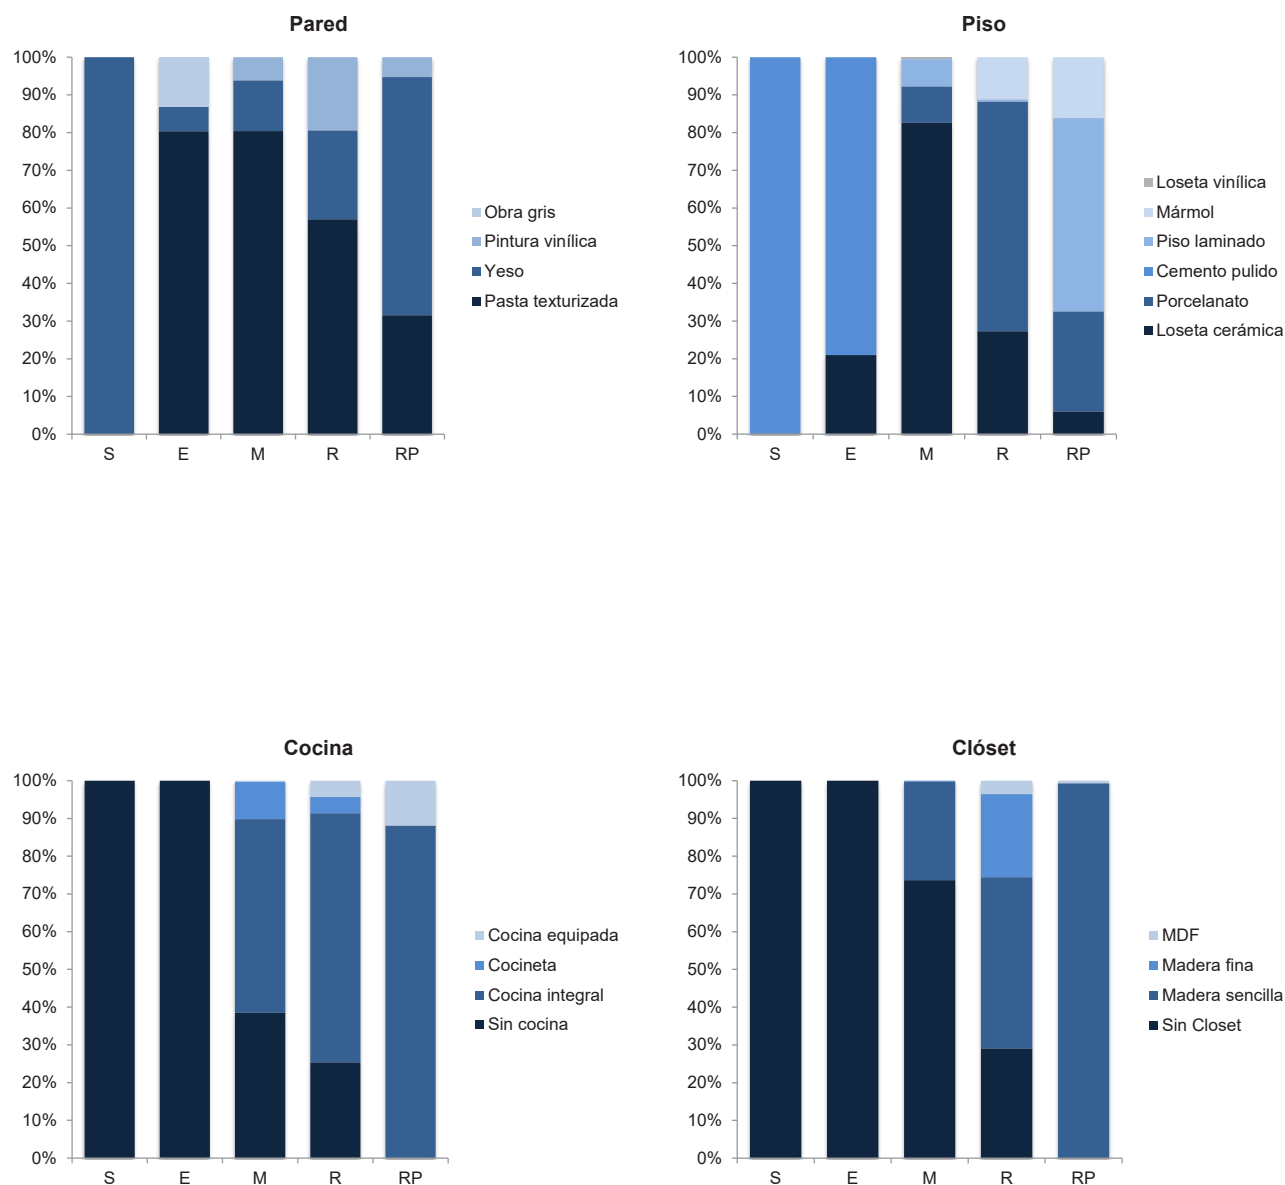 Pared
100%
90%
80%
70%
60%
50%
40%
30%
20%
10%
0%
S E M R RP
Obra gris
Pintura vinílica
Yeso
Pasta texturizada
Piso
100%
90%
80%
70%
60%
50%
40%
30%
20%
10%
0%
S E M R RP
Loseta vinílica
Mármol
Piso laminado
Cemento pulido
Porcelanato
Loseta cerámica
Cocina
100%
90%
80%
70%
60%
50%
40%
30%
20%
10%
0%
S E M R RP
Cocina equipada
Cocineta
Cocina integral
Sin cocina
Clóset
100%
90%
80%
70%
60%
50%
40%
30%
20%
10%
0%
S E M R RP
MDF
Madera fina
Madera sencilla
Sin Closet